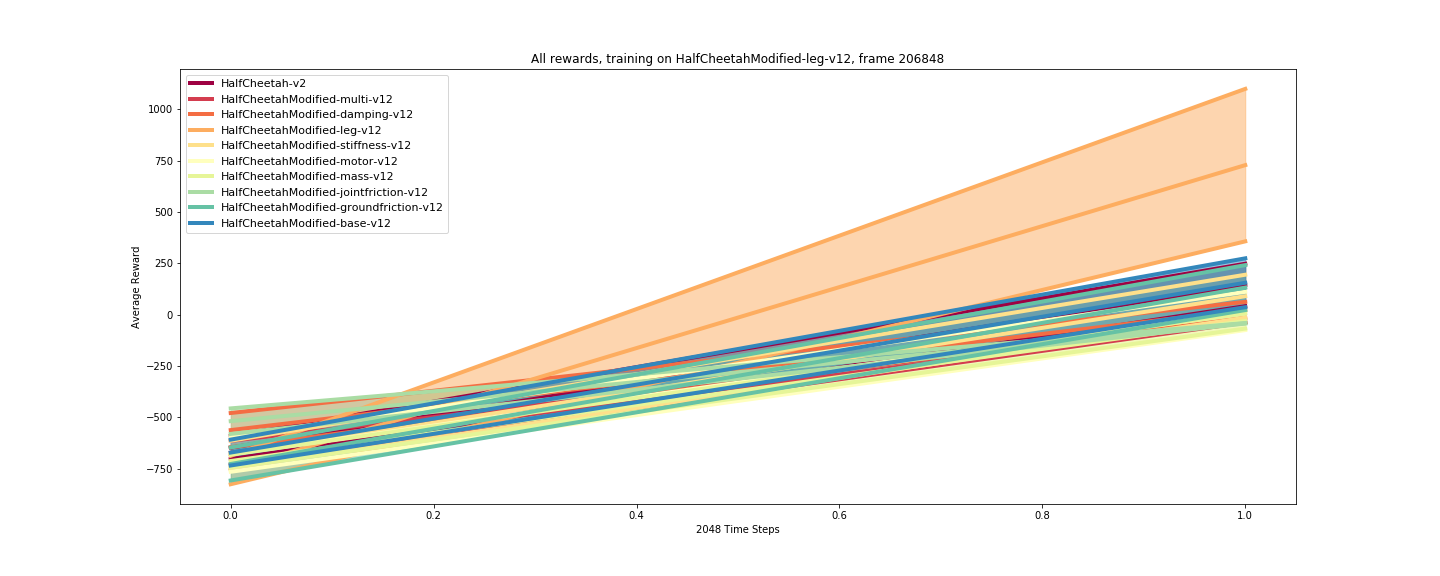 All rewards, training on HalfCheetahModified-leg-v12, frame 206848
HalfCheetah-v2
HalfCheetahModified-multi-v12
HalfCheetahModified-damping-v12
HalfCheetahModified-leg-v12
HalfCheetahModified-stiffness-v12
HalfCheetahModified-motor-v12
HalfCheetahModified-mass-v12
HalfCheetahModified-jointfriction-v12
HalfCheetahModified-groundfriction-v12
HalfCheetahModified-base-v12
Average Reward
1000
750
500
250
0
−250
−500
−750
0.0 0.2 0.4 0.6 0.8 1.0
2048 Time Steps